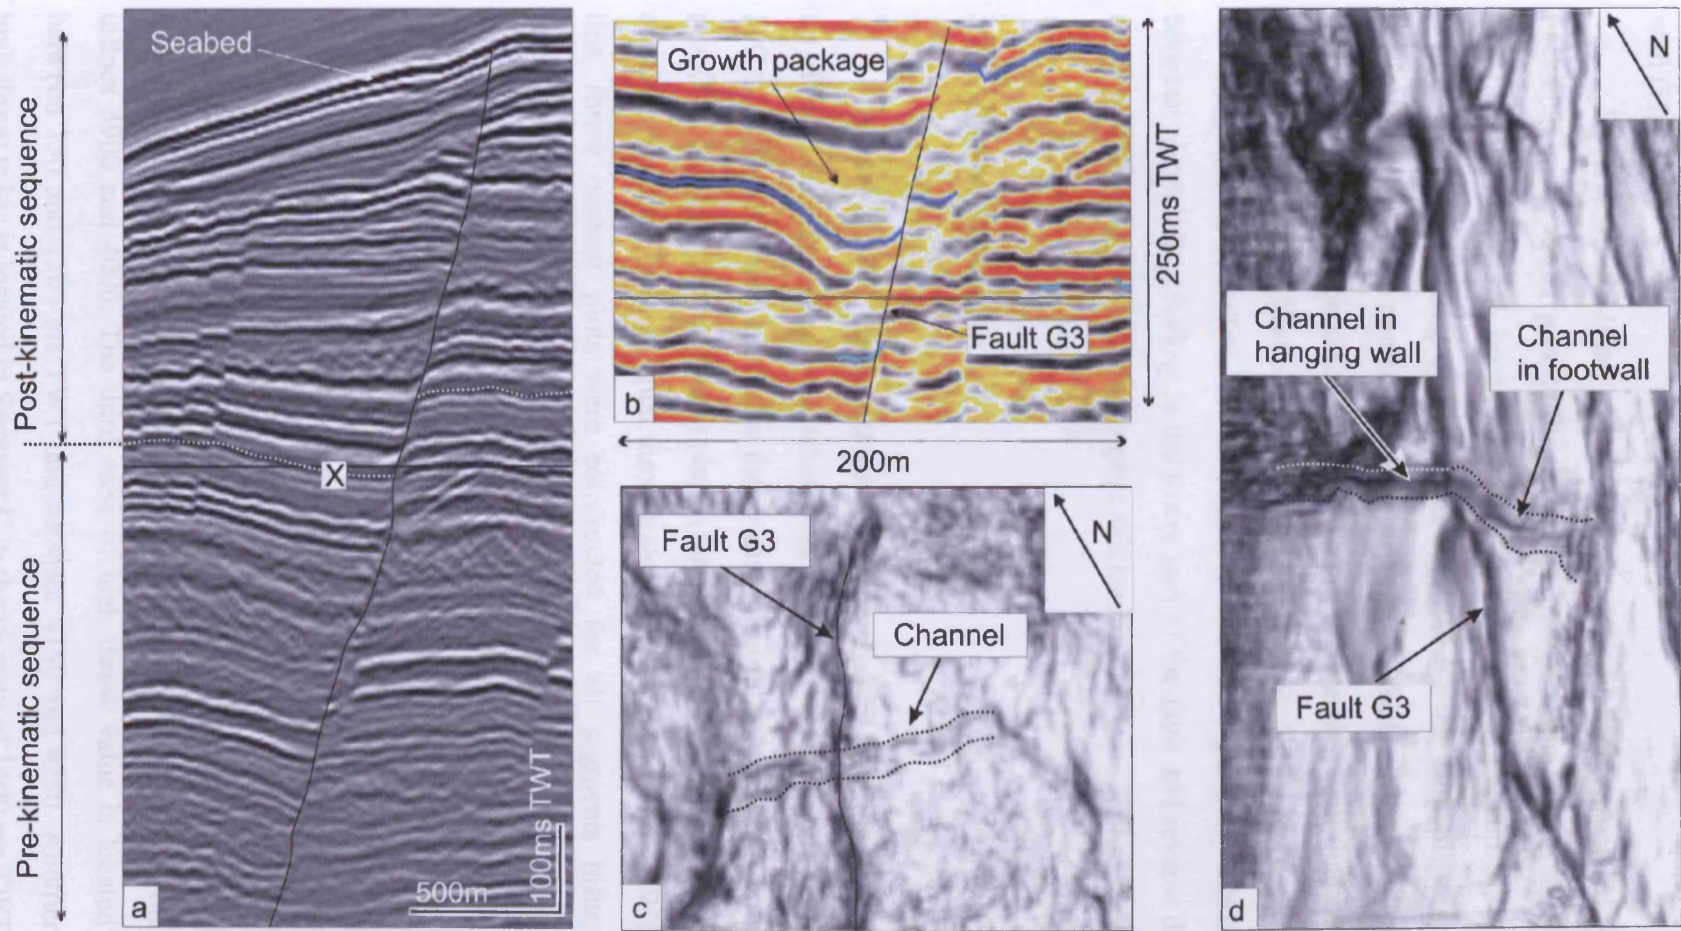 Post-kinematic sequence
Pre-kinematic sequence
Seabed
X
500m
100ms TWT
a
Growth package
Fault G3
b
250ms TWT
200m
Fault G3
N
Channel
c
N
Channel in
hanging wall
Channel
in footwall
Fault G3
d